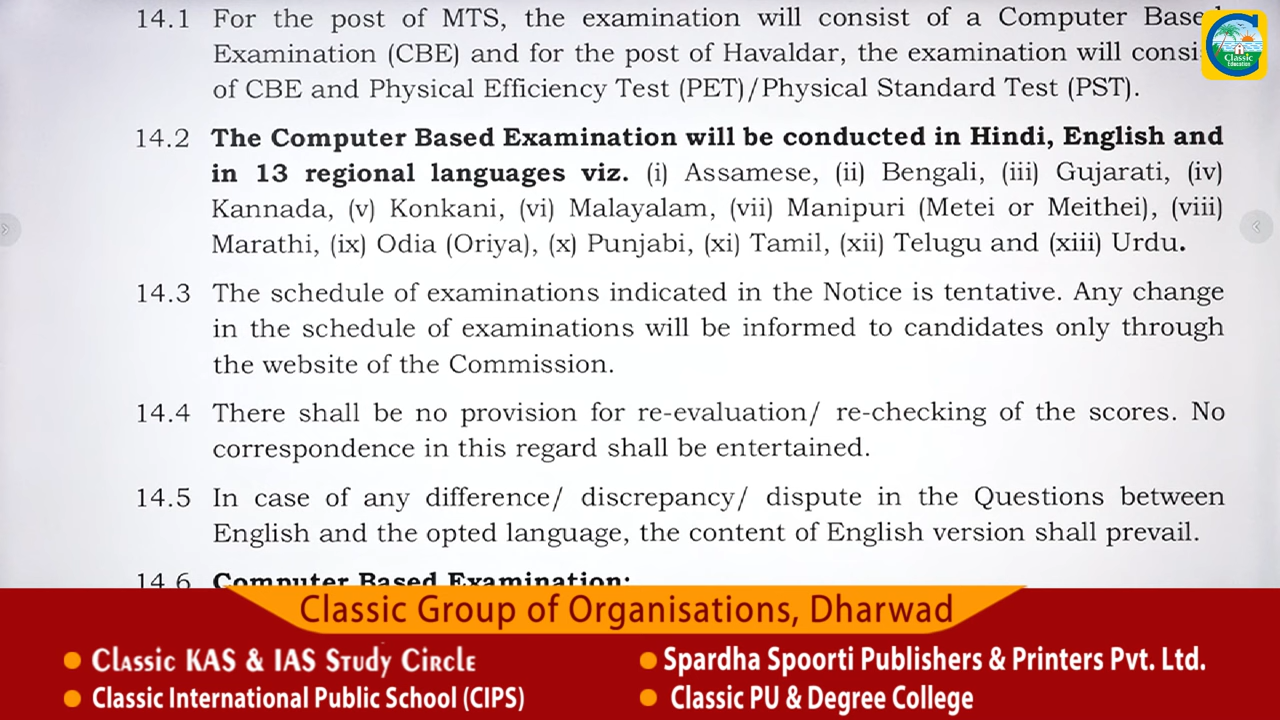 14.1 For the post of MTS, the examination will consist of a Computer Based
Examination (CBE) and for the post of Havaldar, the examination will
of CBE and Physical Efficiency Test (PET)/Physical Standard Test (PST).
14.2 The Computer Based Examination will be conducted in Hindi, English and
in 13 regional languages viz. (i) Assamese, (ii) Bengali, (iii) Gujarati, (iv)
Kannada, (v) Konkani, (vi) Malayalam, (vii) Manipuri (Metei or Meithei), (viii)
Marathi, (ix) Odia (Oriya), (x) Punjabi, (xi) Tamil, (xii) Telugu and (xiii) Urdu.
14.3 The schedule of examinations indicated in the Notice is tentative. Any change
in the schedule of examinations will be informed to candidates only through
the website of the Commission.
14.4 There shall be no provision for re-evaluation/ re-checking of the scores. No
correspondence in this regard shall be entertained.
14.5 In case of any difference/ discrepancy/ dispute in the Questions between
English and the opted language, the content of English version shall prevail.
14.6 Computer Based Examination:
Classic
Education
Classic Group of Organisations, Dharwad
Classic KAS & IAS Study Circle
Spardha Spoorti Publishers & Printers Pvt. Ltd.
Classic International Public School (CIPS)
Classic PU & Degree College